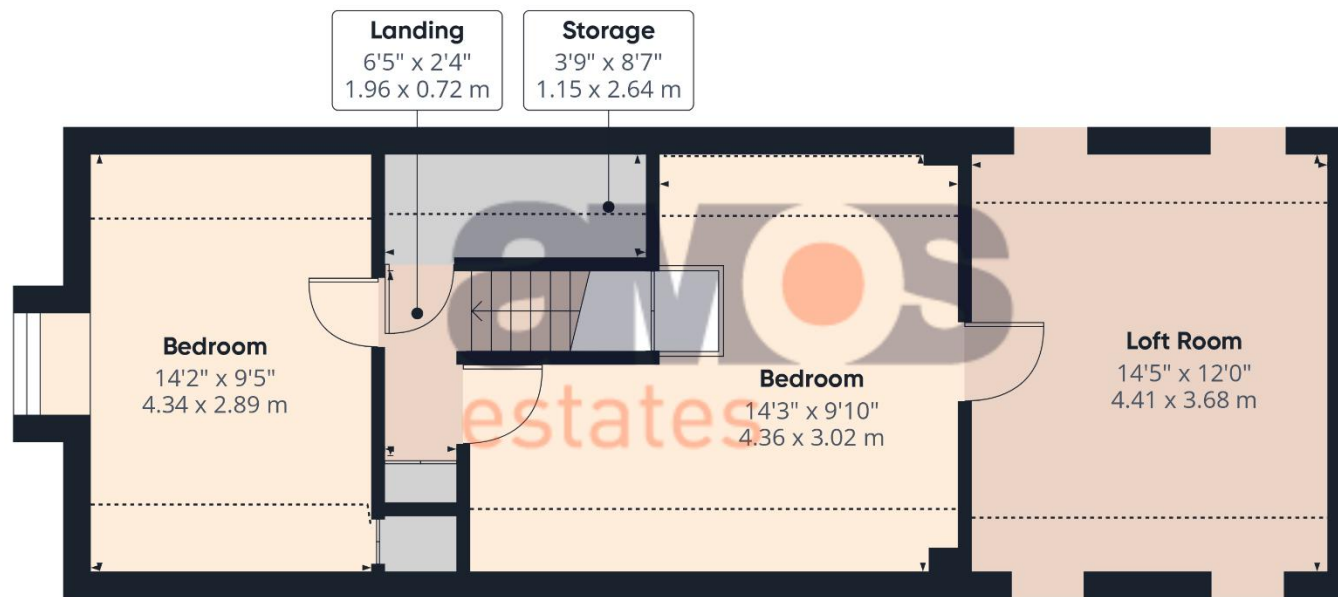 Landing
6'5" x 2'4"
1.96 x 0.72 m
Storage
3'9" x 8'7"
1.15 x 2.64 m
Bedroom
14'2" x 9'5"
4.34 x 2.89 m
Bedroom
14'3" x 9'10"
4.36 x 3.02 m
Loft Room
14'5" x 12'0"
4.41 x 3.68 m
amos
estates